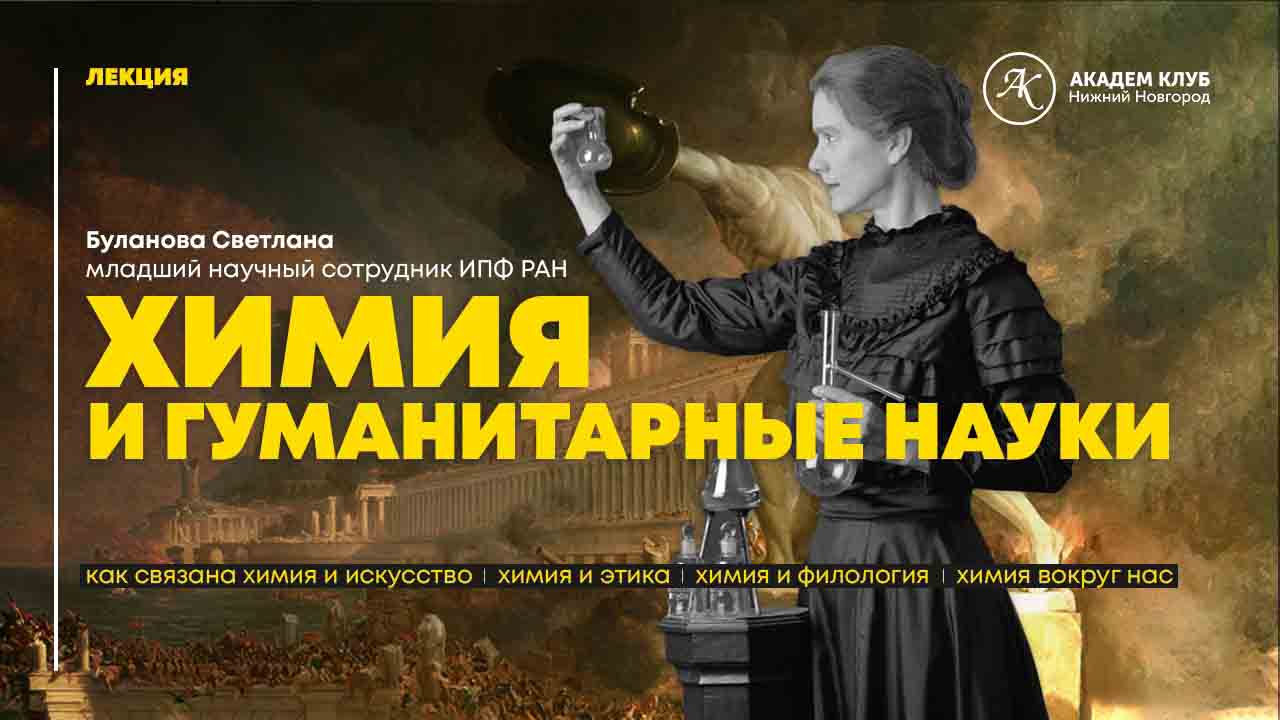 ЛЕКЦИЯ
АК
АКАДЕМ КЛУБ
Нижний Новгород
Буланова Светлана
младший научный сотрудник ИПФ РАН
ХИМИЯ
И ГУМАНИТАРНЫЕ НАУКИ
как связана химия и искусство | химия и этика | химия и филология | химия вокруг нас